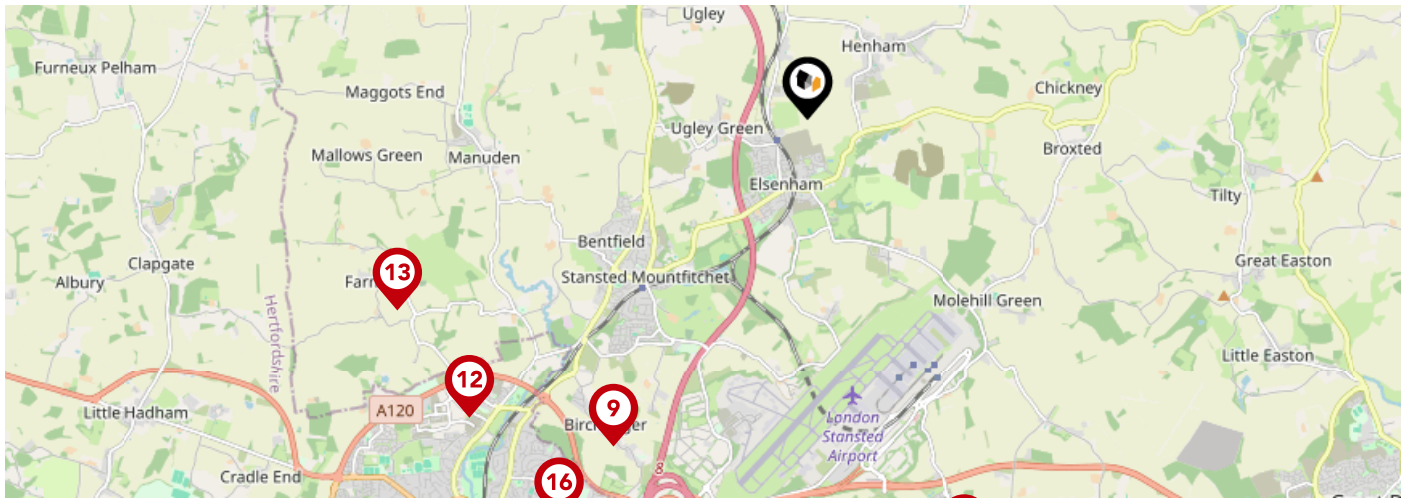 Ugley
Henham
Furneux Pelham
Maggots End
Chickney
Ugley Green
Mallows Green
Manuden
Broxted
Elsenham
Tilty
Bentfield
Clapgate
Great Easton
Stansted Mountfitchet
13
Albury
Molehill Green
Hertfordshire
Little Easton
12
A120
9
Little Hadham
London
Stansted
Airport
8
Cradle End
16